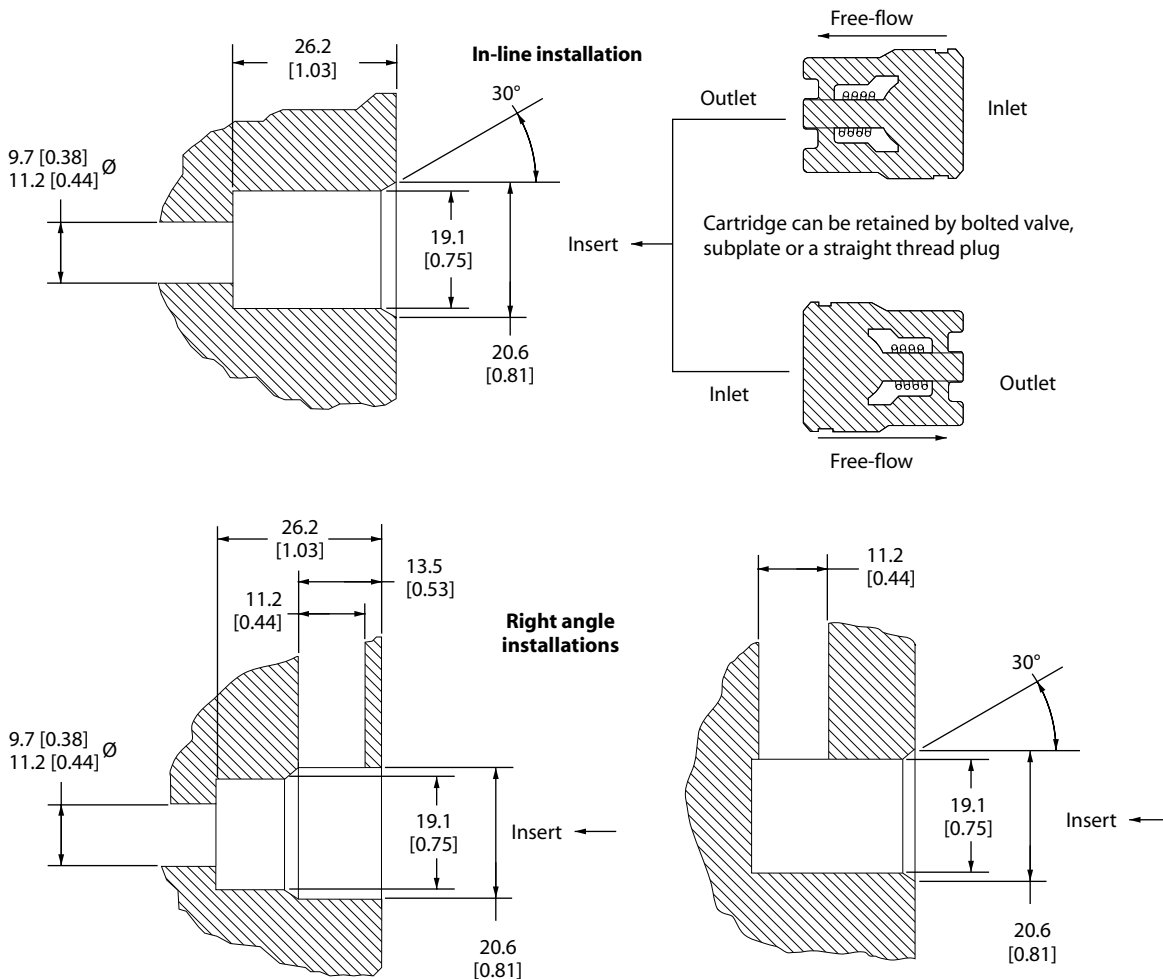 26.2
[1.03]
In-line installation
30°
9.7 [0.38]
11.2 [0.44] Ø
19.1
[0.75]
20.6
[0.81]
Insert
Free-flow
Outlet
Inlet
Cartridge can be retained by bolted valve,
subplate or a straight thread plug
Inlet
Outlet
Free-flow
26.2
[1.03]
13.5
[0.53]
11.2
[0.44]
Right angle
installations
9.7 [0.38]
11.2 [0.44] Ø
19.1
[0.75]
Insert
20.6
[0.81]
11.2
[0.44]
30°
19.1
[0.75]
Insert
20.6
[0.81]